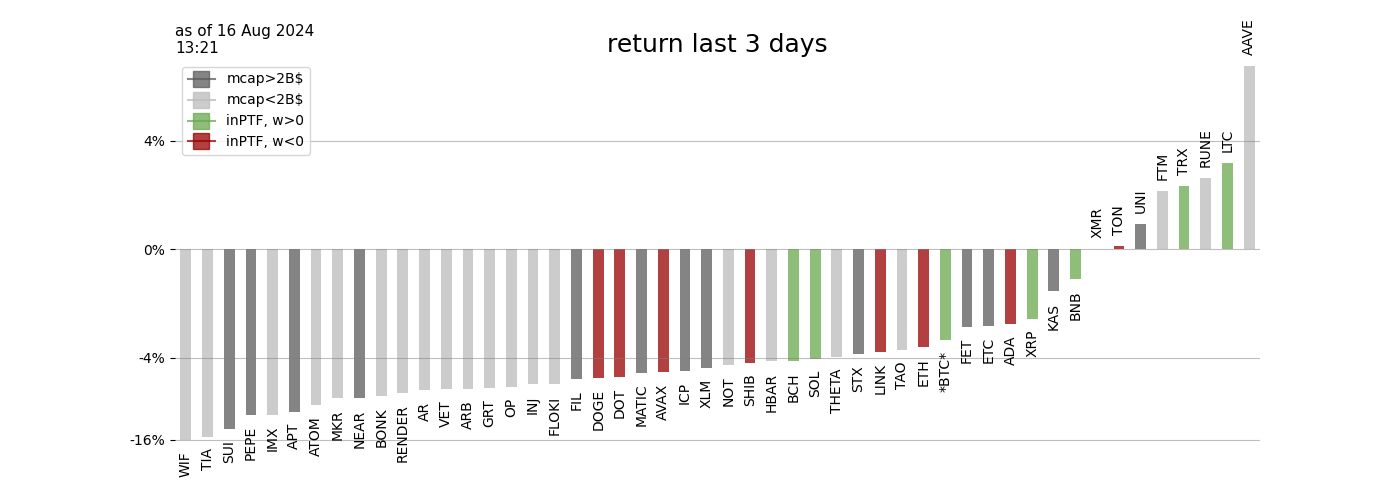 as of 16 Aug 2024
13:21
return last 3 days
mcap>2B$
mcap<2B$
inPTF, w>0
inPTF, w<0
4%
0%
-4%
-16%
WIF
TIA
SUI
PEPE
IMX
APT
ATOM
MKR
NEAR
BONK
RENDER
AR
VET
ARB
GRT
OP
INJ
FLOKI
FIL
DOGE
DOT
MATIC
AVAX
ICP
XLM
NOT
SHIB
HBAR
BCH
SOL
THETA
STX
LINK
TAO
ETH
*BTC*
FET
ETC
ADA
XRP
KAS
BNB
XMR
TON
UNI
FTM
TRX
RUNE
LTC
AAVE